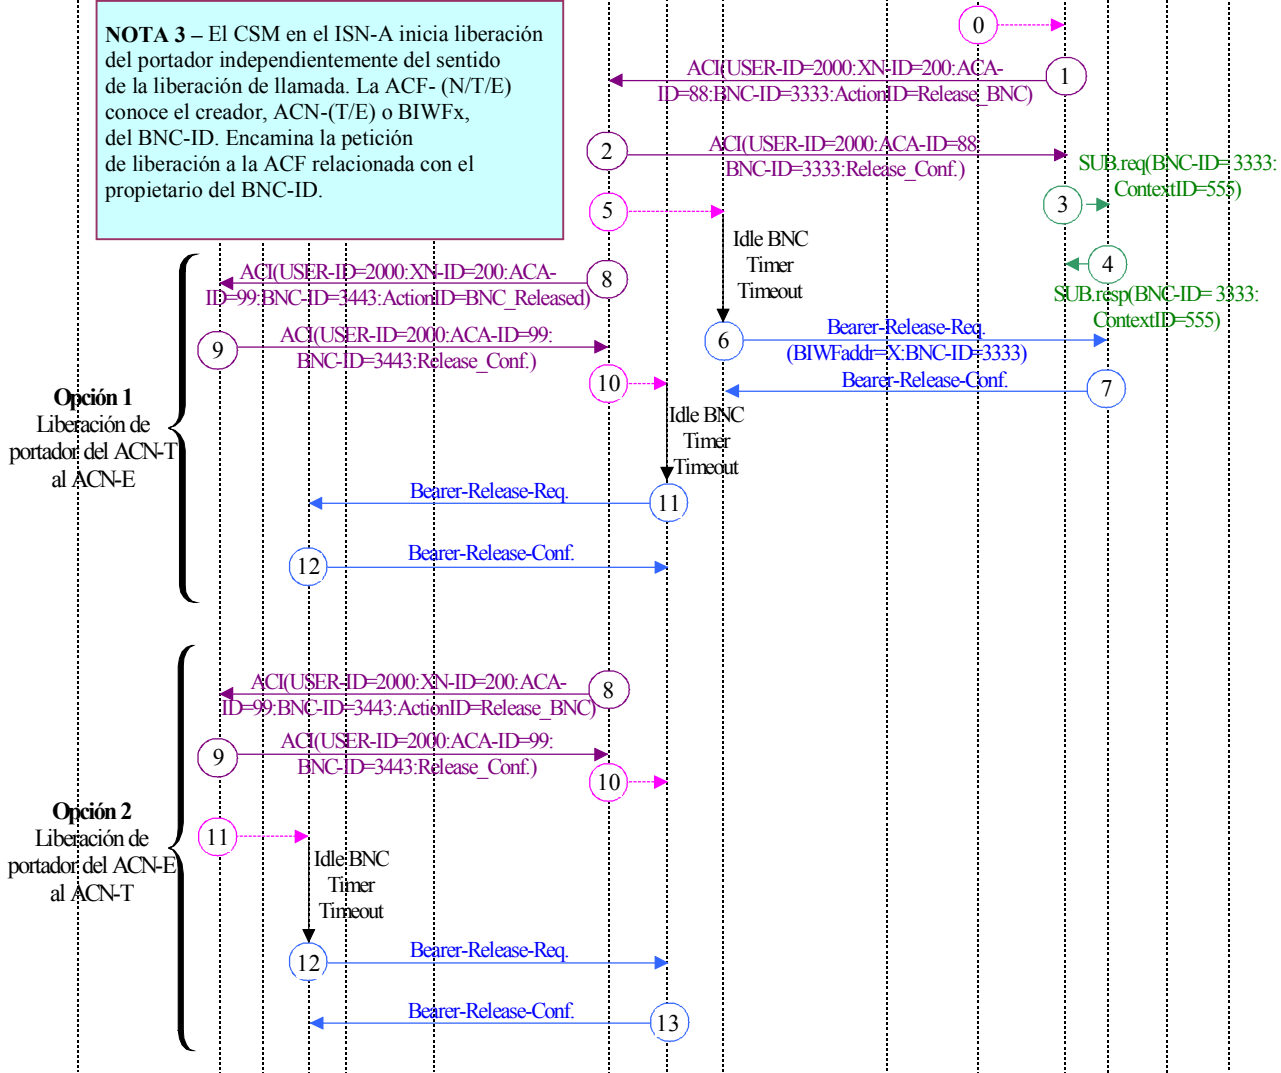 NOTA 3 – El CSM en el ISN-A inicia liberación
del portador independientemente del sentido
de la liberación de llamada. La ACF- (N/T/E)
conoce el creador, ACN-(T/E) o BIWFx,
del BNC-ID. Encamina la petición
de liberación a la ACF relacionada con el
propietario del BNC-ID.
0
ACI(USER-ID=2000:XN-ID=200:ACA-
ID=88:BNC-ID=3333:ActionID=Release_BNC)
1
2
ACI(USER-ID=2000:ACA-ID=88
BNC-ID=3333:Release_Conf.)
SUB.req(BNC-ID= 3333:
ContextID=555)
3
5
Idle BNC
Timer
Timeout
4
SUB.resp(BNC-ID= 3333:
ContextID=555)
6
Bearer-Release-Req.
(BIWFaddr=X:BNC-ID=3333)
Bearer-Release-Conf.
7
Opción 1
Liberación de
portador del ACN-T
al ACN-E
ACI(USER-ID=2000:XN-ID=200:ACA-
ID=99:BNC-ID=3443:ActionID=BNC_Released)
8
9
ACI(USER-ID=2000:ACA-ID=99:
BNC-ID=3443:Release_Conf.)
10
Idle BNC
Timer
Timeout
Bearer-Release-Req.
11
12
Bearer-Release-Conf.
Opción 2
Liberación de
portador del ACN-E
al ACN-T
ACI(USER-ID=2000:XN-ID=200:ACA-
ID=99:BNC-ID=3443:ActionID=Release_BNC)
8
9
ACI(USER-ID=2000:ACA-ID=99:
BNC-ID=3443:Release_Conf.)
10
11
Idle BNC
Timer
Timeout
12
Bearer-Release-Req.
Bearer-Release-Conf.
13